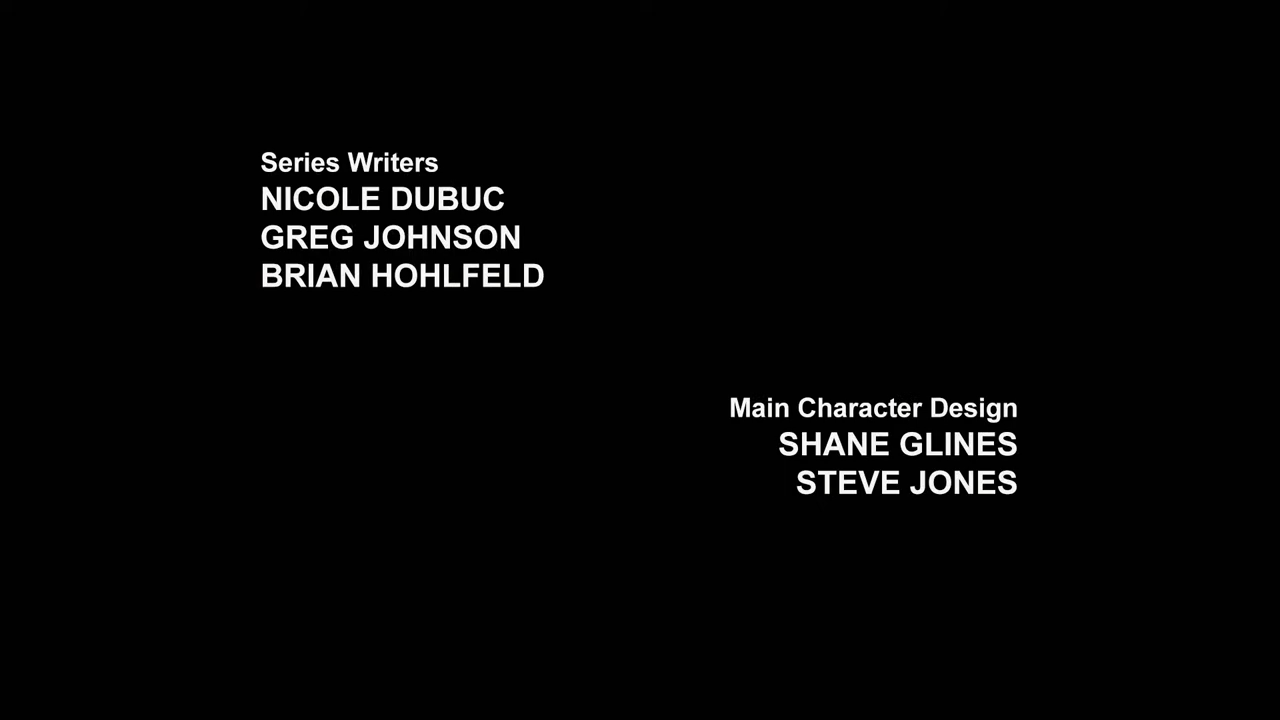 Series Writers
NICOLE DUBUC
GREG JOHNSON
BRIAN HOHLFELD
Main Character Design
SHANE GLINES
STEVE JONES